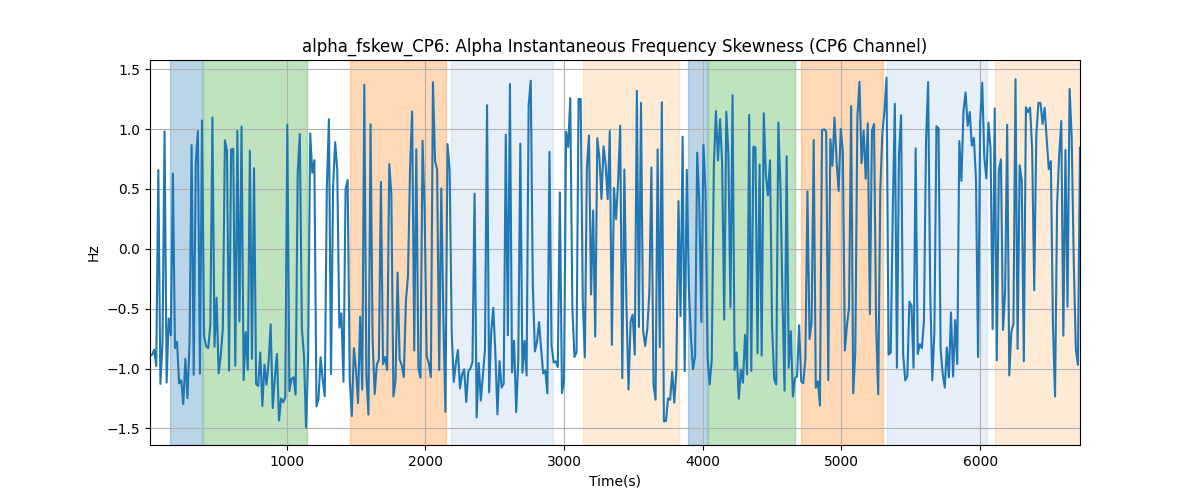 alpha_fskew_CP6: Alpha Instantaneous Frequency Skewness (CP6 Channel)
1.5
1.0
0.5
0.0
−0.5
−1.0
−1.5
Hz
1000 2000 3000 4000 5000 6000
Time(s)